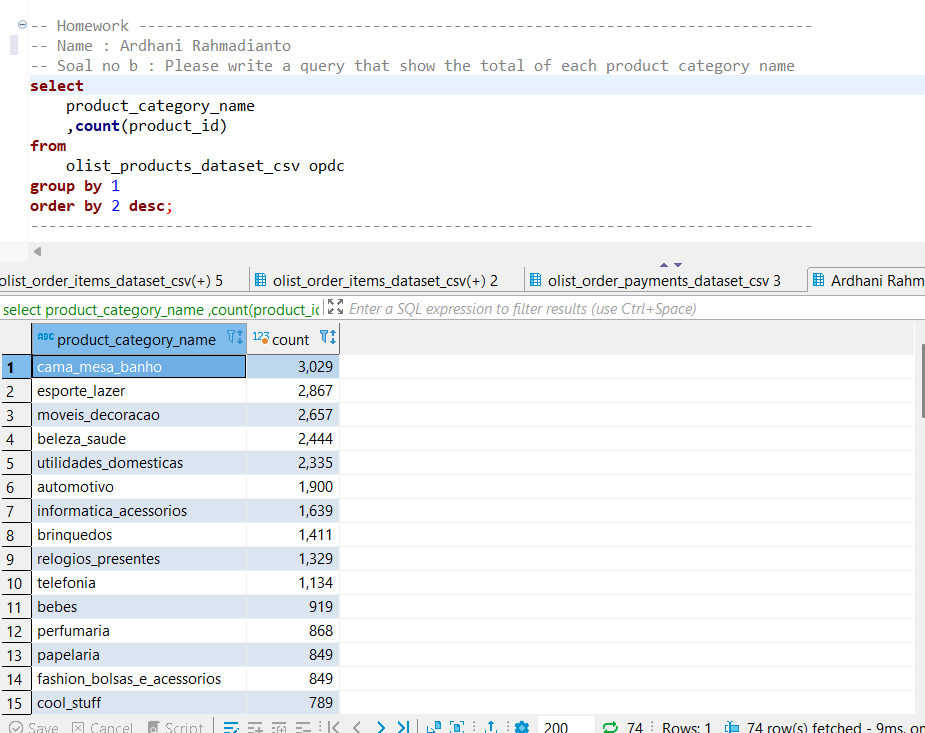 -- Homework ---------------------------------------------------------------------------
-- Name : Ardhani Rahmadianto
-- Soal no b : Please write a query that show the total of each product category name
select
product_category_name
,count(product_id)
from
olist_products_dataset_csv opdc
group by 1
order by 2 desc;
---------------------------------------------------------------------------------------
olist_order_items_dataset_csv(+) 5 olist_order_items_dataset_csv(+) 2 olist_order_payments_dataset_csv 3 Ardhani Rahm
select product_category_name ,count(product_ic Enter a SQL expression to filter results (use Ctrl+Space)
ABC product_category_name 123 count
1 cama_mesa_banho 3,029
2 esporte_lazer 2,867
3 moveis_decoracao 2,657
4 beleza_saude 2,444
5 utilidades_domesticas 2,335
6 automotivo 1,900
7 informatica_acessorios 1,639
8 brinquedos 1,411
9 relogios_presentes 1,329
10 telefonia 1,134
11 bebes 919
12 perfumaria 868
13 papelaria 849
14 fashion_bolsas_e_acessorios 849
15 cool_stuff 789
Save Cancel Script 200 74 Rows: 1 74 row(s) fetched - 9ms, on